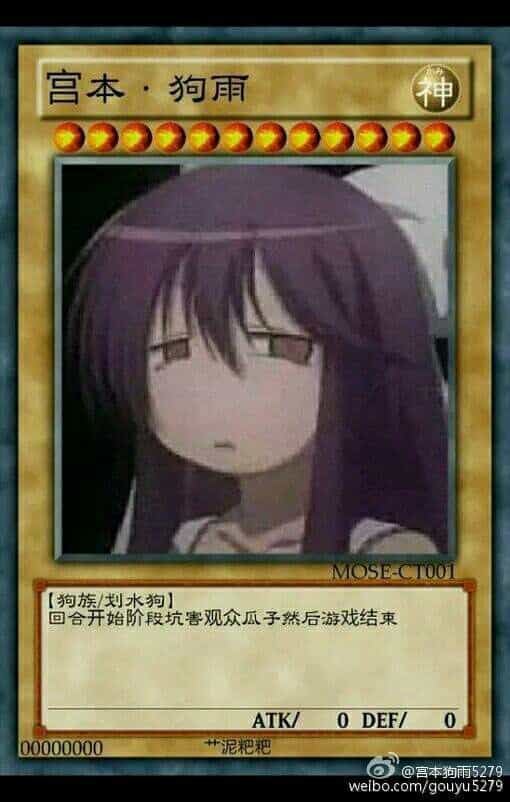 宫本·狗雨
かみ
神
MOSE-CT001
【狗族/划水狗】
回合开始阶段坑害观众瓜子然后游戏结束
ATK/ 0 DEF/ 0
00000000 艹泥粑粑
@宫本狗雨5279
weibo.com/gouyu5279